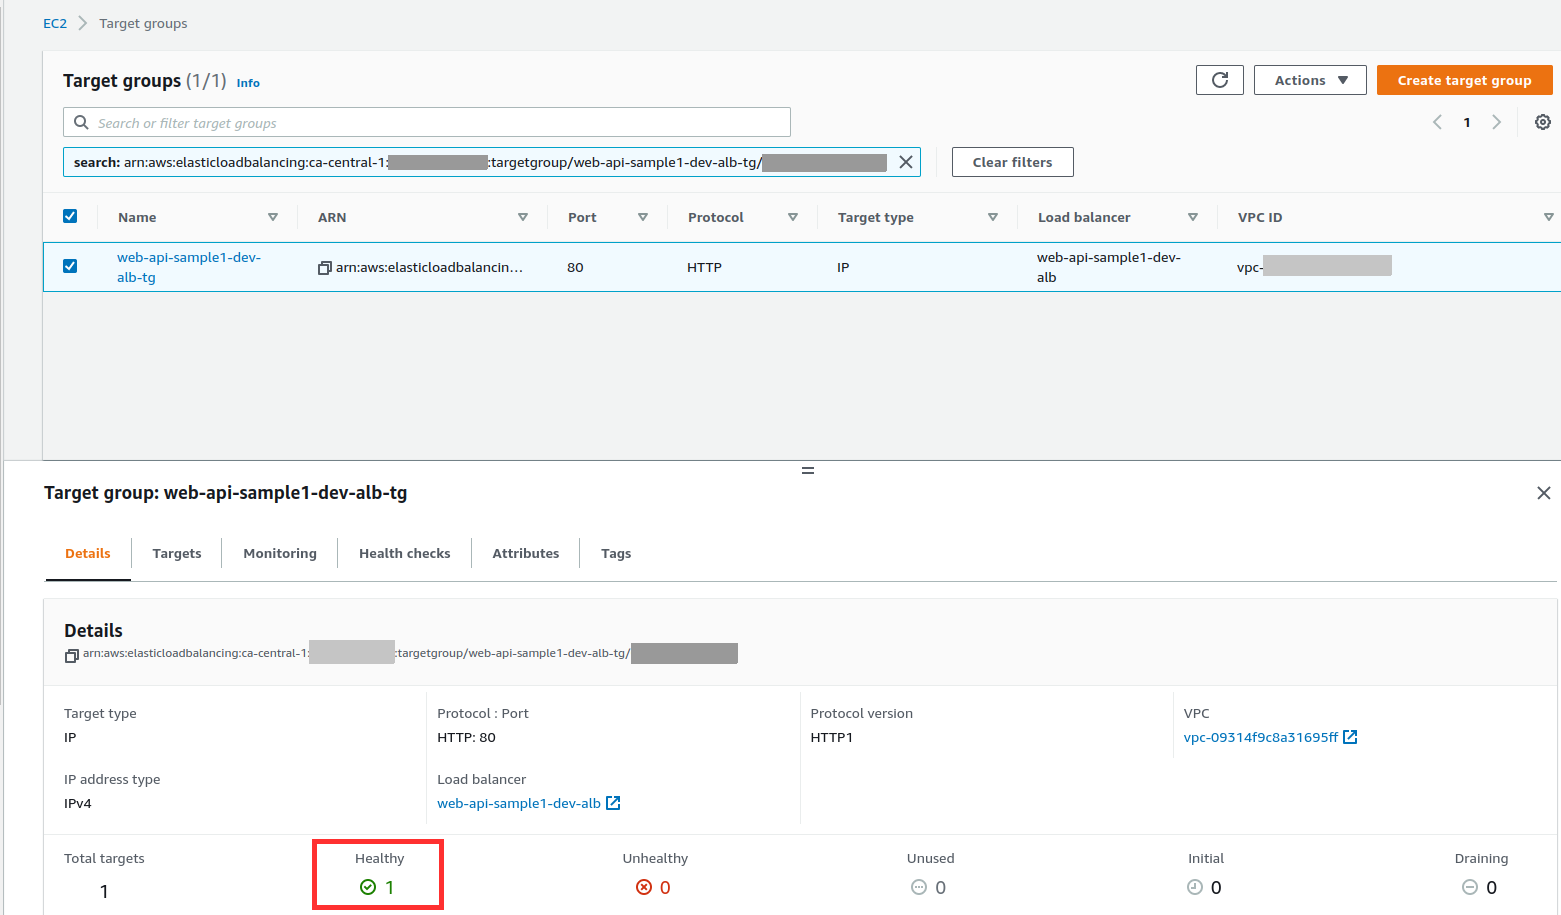 EC2 Target groups
Target groups (1/1) Info
Actions
Create target group
Search or filter target groups
1
search: arn:aws:elasticloadbalancing:ca-central-1: :targetgroup/web-api-sample1-dev-alb-tg/
Clear filters
Name ARN Port Protocol Target type Load balancer VPC ID
web-api-sample1-dev-
alb-tg
arn:aws:elasticloadbalancin...
80
HTTP
IP
web-api-sample1-dev-
alb
vpc-
Target group: web-api-sample1-dev-alb-tg
Details Targets Monitoring Health checks Attributes Tags
Details
arn:aws:elasticloadbalancing:ca-central-1: :targetgroup/web-api-sample1-dev-alb-tg/
Target type
IP
Protocol : Port
HTTP: 80
Protocol version
HTTP1
VPC
vpc-09314f9c8a31695ff
IP address type
IPv4
Load balancer
web-api-sample1-dev-alb
Total targets
1
Healthy
1
Unhealthy
0
Unused
0
Initial
0
Draining
0